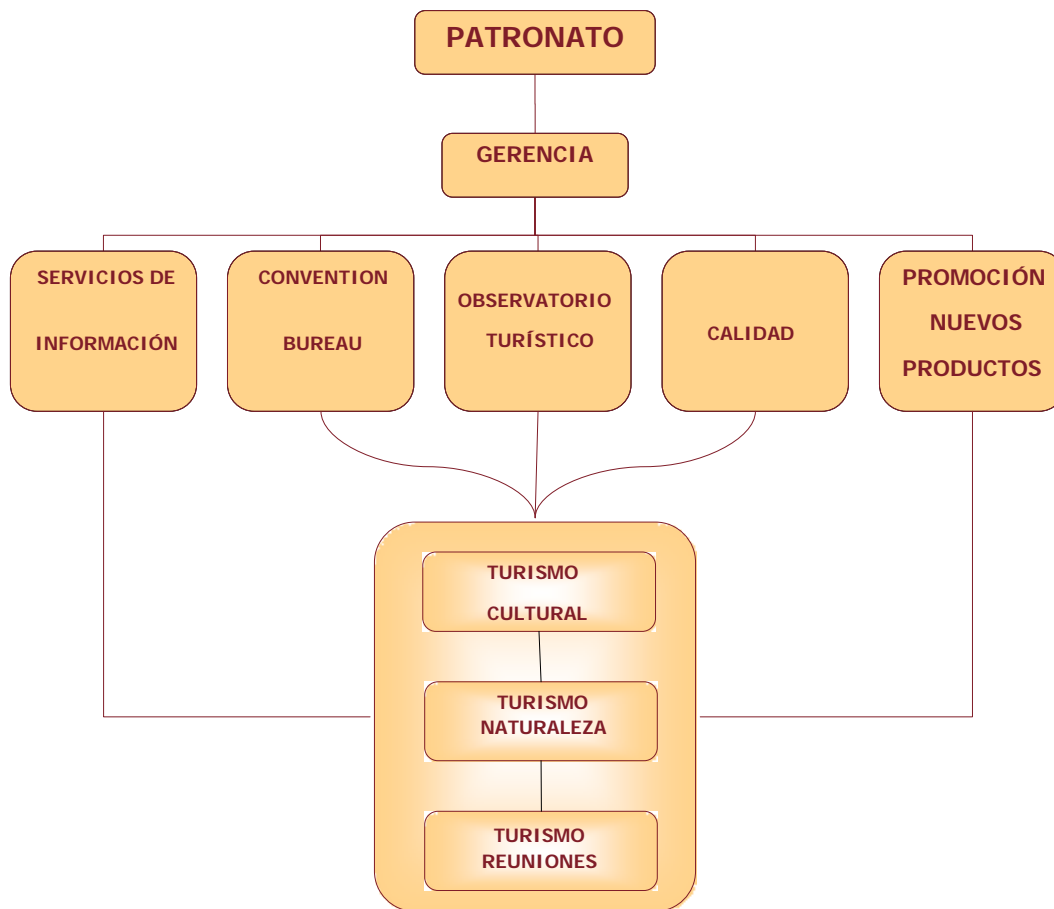 PATRONATO
GERENCIA
SERVICIOS DE
INFORMACIÓN
CONVENTION
BUREAU
OBSERVATORIO
TURÍSTICO
CALIDAD
PROMOCIÓN
NUEVOS
PRODUCTOS
TURISMO
CULTURAL
TURISMO
NATURALEZA
TURISMO
REUNIONES